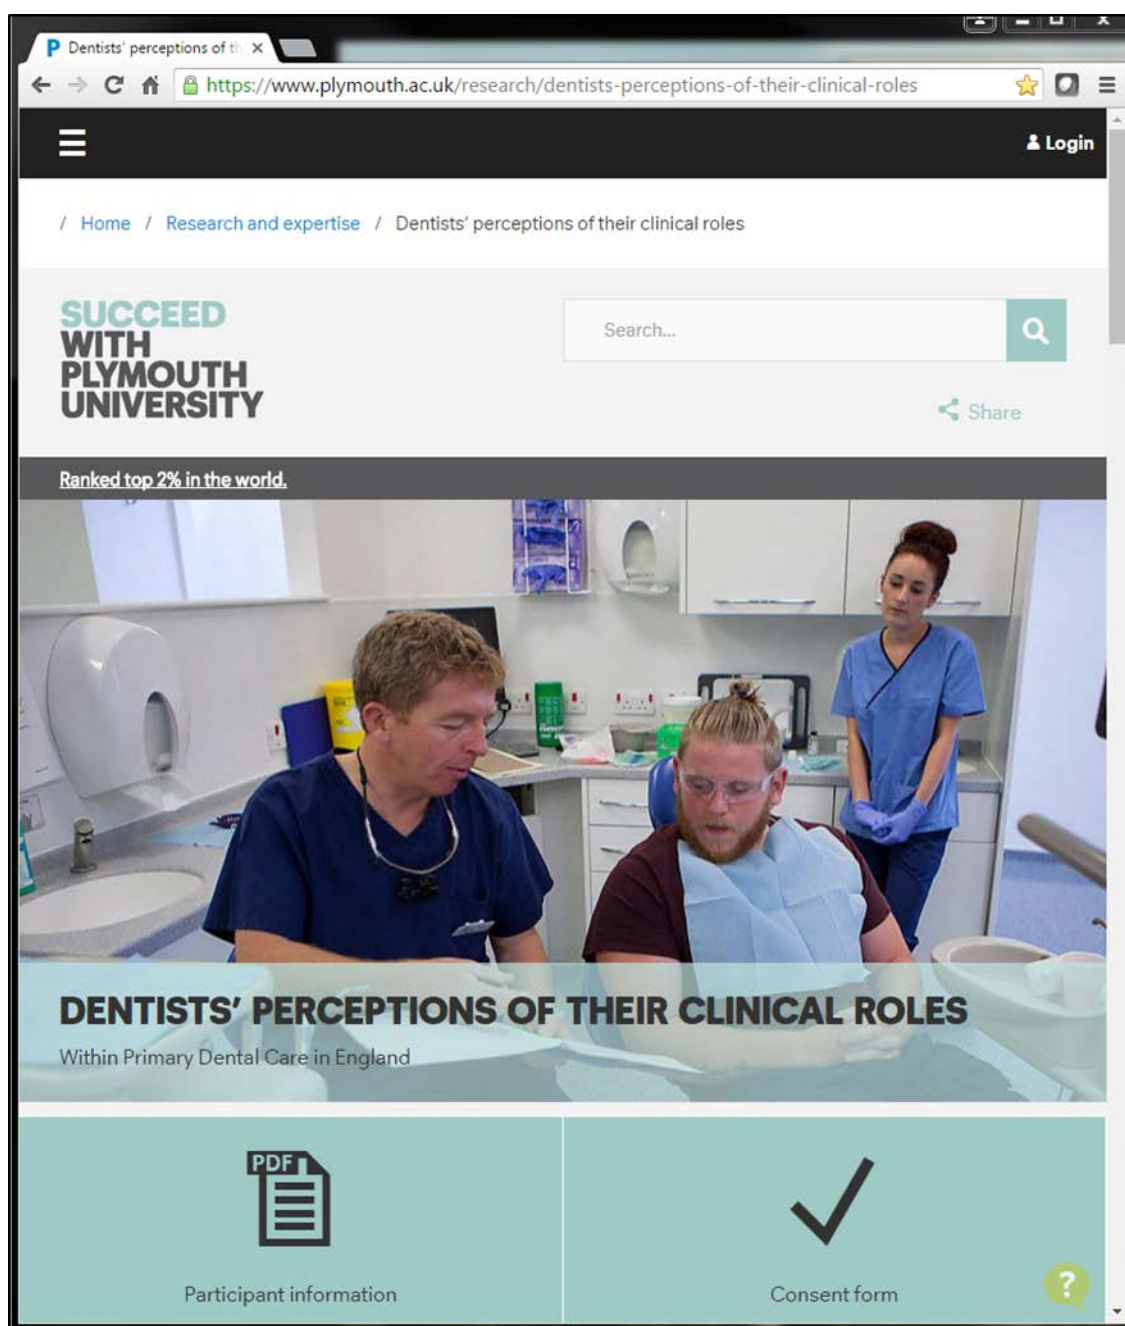 Dentists' perceptions of th
https://www.plymouth.ac.uk/research/dentists-perceptions-of-their-clinical-roles
Login
/ Home / Research and expertise / Dentists' perceptions of their clinical roles
SUCCEED
WITH
PLYMOUTH
UNIVERSITY
Search...
Share
Ranked top 2% in the world.
DENTISTS' PERCEPTIONS OF THEIR CLINICAL ROLES
Within Primary Dental Care in England
PDF
Participant information
Consent form
?